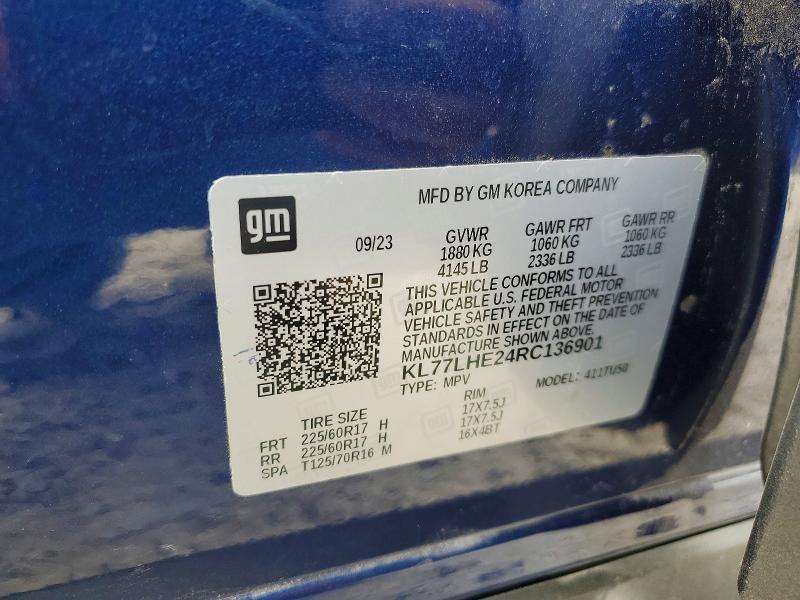 gm
MFD BY GM KOREA COMPANY
09/23
GVWR GAWR FRT GAWR RR
1880 KG 1060 KG 1060 KG
4145 LB 2336 LB 2336 LB
THIS VEHICLE CONFORMS TO ALL
APPLICABLE U.S. FEDERAL MOTOR
VEHICLE SAFETY AND THEFT PREVENTION
STANDARDS IN EFFECT ON THE DATE OF
MANUFACTURE SHOWN ABOVE.
KL77LHE24RC136901
TYPE: MPV MODEL: 411TU58
TIRE SIZE RIM
FRT 225/60R17 H 17X7.5J
RR 225/60R17 H 17X7.5J
SPA T125/70R16 M 16X4BT